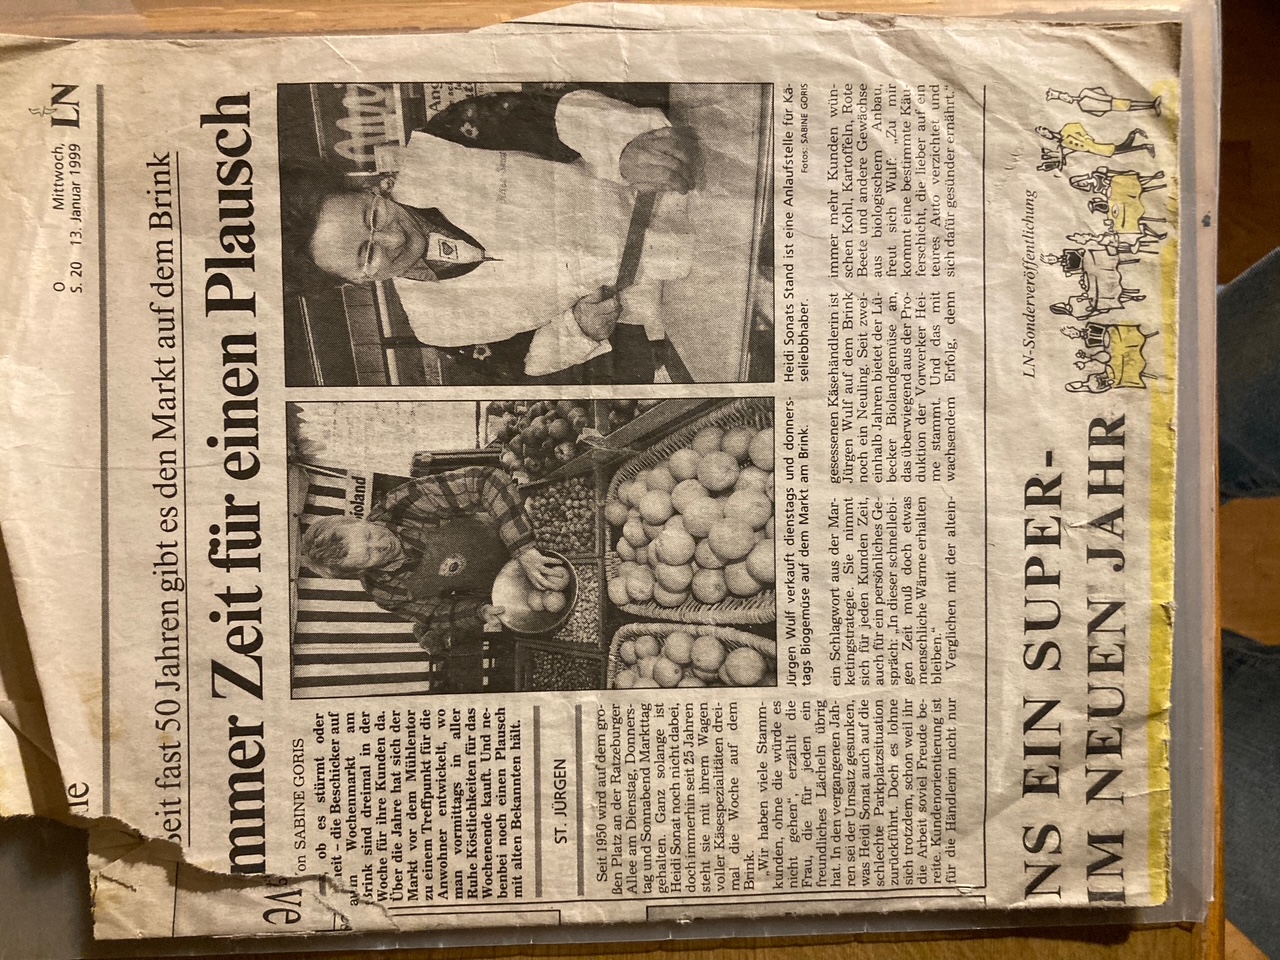 O
S. 20
Mittwoch,
13. Januar 1999
LN
Seit fast 50 Jahren gibt es den Markt auf dem Brink
mmer Zeit für einen Plausch
on SABINE GORIS
ob es stürmt oder
neit – die Beschicker auf
Wochenmarkt am
Brink sind dreimal in der
Woche für ihre Kunden da.
Über die Jahre hat sich der
Markt vor dem Mühlentor
zu einem Treffpunkt für die
Anwohner entwickelt, wo
man vormittags in aller
Ruhe Köstlichkeiten für das
Wochenende kauft. Und ne-
benbei noch einen Plausch
mit alten Bekannten hält.
ST. JÜRGEN
Seit 1950 wird auf dem gro-
ßen Platz an der Ratzeburger
Allee am Dienstag, Donners-
tag und Sonnabend Markttag
gehalten. Ganz solange ist
Heidi Sonat noch nicht dabei,
doch immerhin seit 25 Jahren
steht sie mit ihrem Wagen
voller Käsespezialitäten drei-
mal die Woche auf dem
Brink.
„Wir haben viele Stamm-
kunden, ohne die würde es
nicht gehen“, erzählt die
Frau, die für jeden ein
freundliches Lächeln übrig
hat. In den vergangenen Jah-
ren sei der Umsatz gesunken,
was Heidi Sonat auch auf die
schlechte Parkplatzsituation
zurückführt. Doch es lohne
sich trotzdem, schon weil ihr
die Arbeit soviel Freude be-
reite. Kundenorientierung ist
für die Händlerin nicht nur
ioland
Jürgen Wulf verkauft dienstags und donners-
tags Biogemüse auf dem Markt am Brink.
ein Schlagwort aus der Mar-
ketingstrategie. Sie nimmt
sich für jeden Kunden Zeit,
auch für ein persönliches Ge-
spräch: „In dieser schnellebi-
gen Zeit muß doch etwas
menschliche Wärme erhalten
bleiben.“
Verglichen mit der altein-
gesessenen Käsehändlerin ist
Jürgen Wulf auf dem Brink
noch ein Neuling. Seit zwei-
einhalb Jahren bietet der Lü-
becker Biolandgemüse an,
das überwiegend aus der Pro-
duktion der Vorwerker Hei-
me stammt. Und das mit
wachsendem Erfolg, denn
Ang
Heidi Sonats Stand ist eine Anlaufstelle für Kä-
seliebhaber.
Fotos: SABINE GORIS
immer mehr Kunden wün-
schen Kohl, Kartoffeln, Rote
Beete und andere Gewächse
aus biologischem Anbau,
freut sich Wulf: „Zu mir
kommt eine bestimmte Käu-
ferschicht, die lieber auf ein
teures Auto verzichtet und
sich dafür gesünder ernährt.“
LN-Sonderveröffentlichung
NS EIN SUPER-
IM NEUEN JAHR